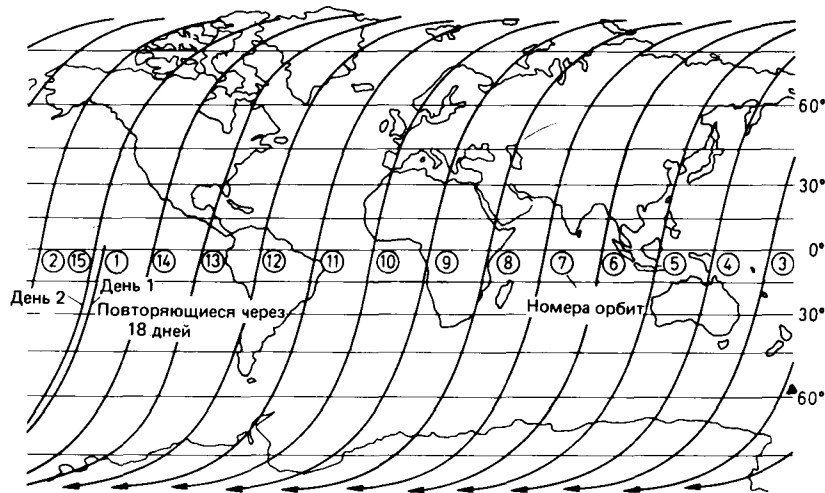 60°
30°
0°
② ⑮ ① ⑭ ⑬ ⑫ ⑪ ⑩ ⑨ ⑧ ⑦ ⑥ ⑤ ④ ③
День 1
День 2
Повторяющиеся через
18 дней
Номера орбит
30°
60°